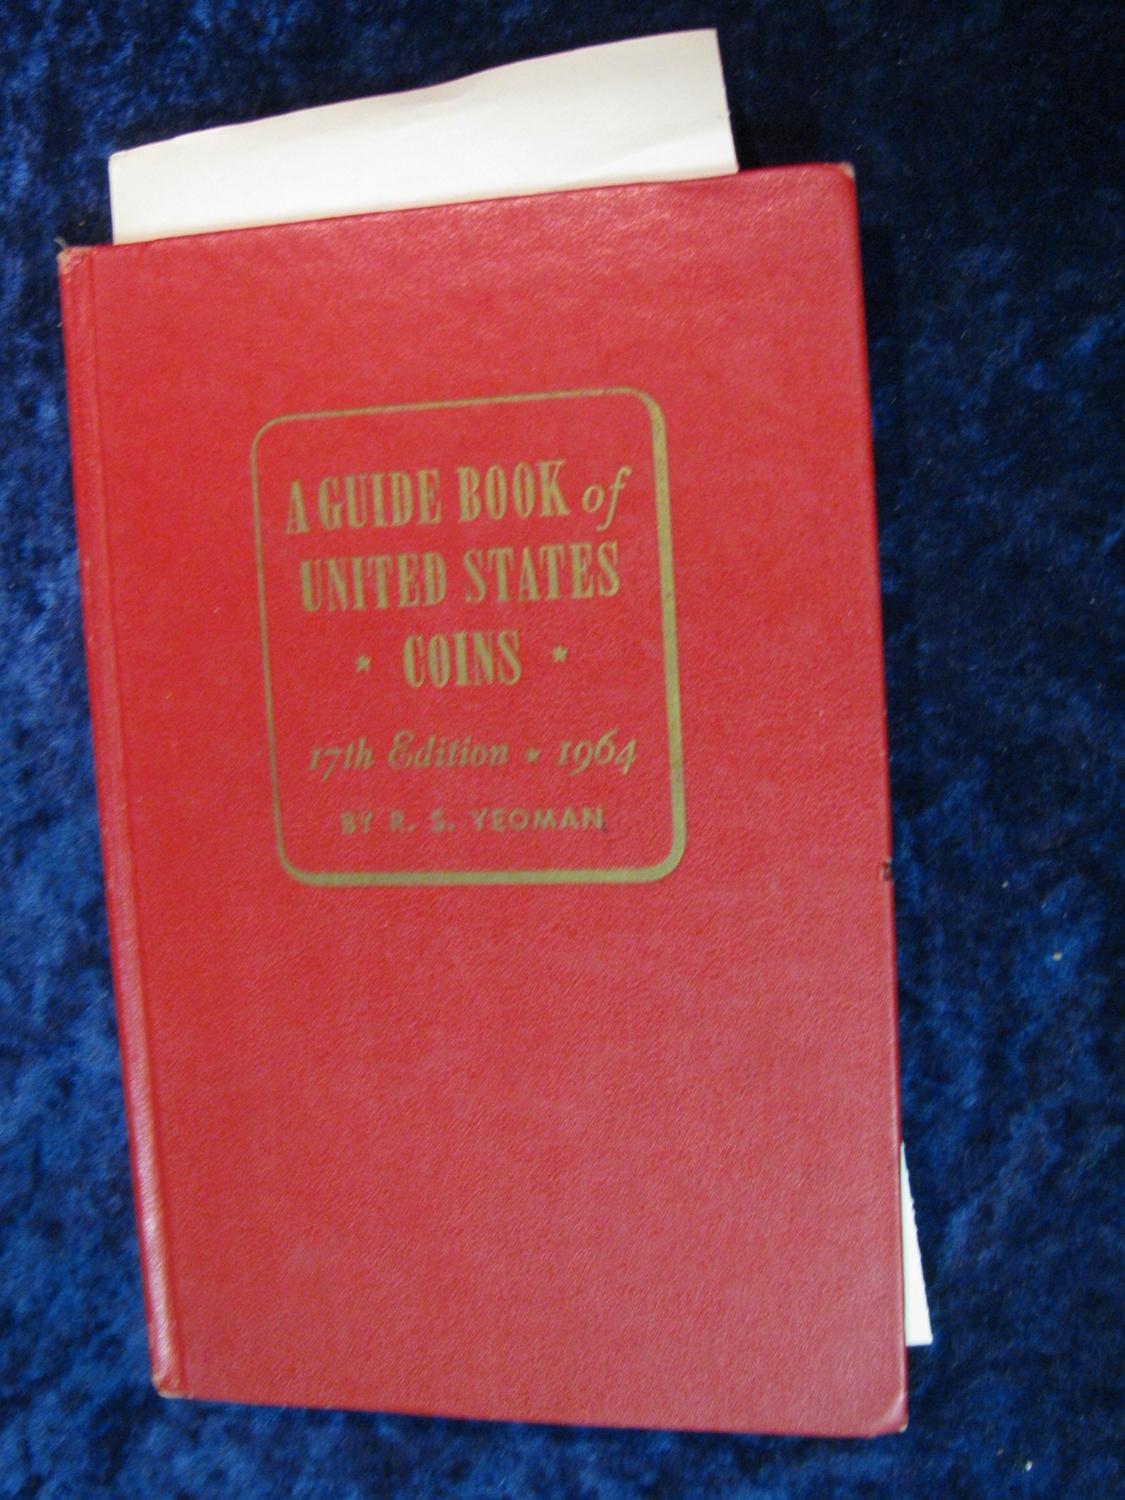 A GUIDE BOOK of
UNITED STATES
★ COINS ★
17th Edition ★ 1964
BY R. S. YEOMAN